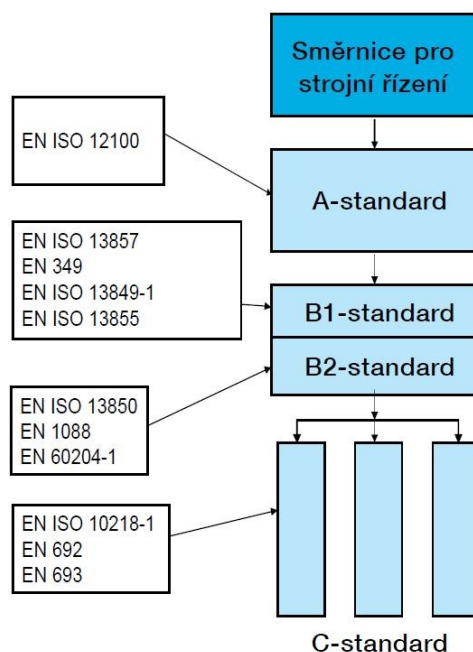 Směrnice pro
strojní řízení
EN ISO 12100
A-standard
EN ISO 13857
EN 349
EN ISO 13849-1
EN ISO 13855
B1-standard
B2-standard
EN ISO 13850
EN 1088
EN 60204-1
EN ISO 10218-1
EN 692
EN 693
C-standard